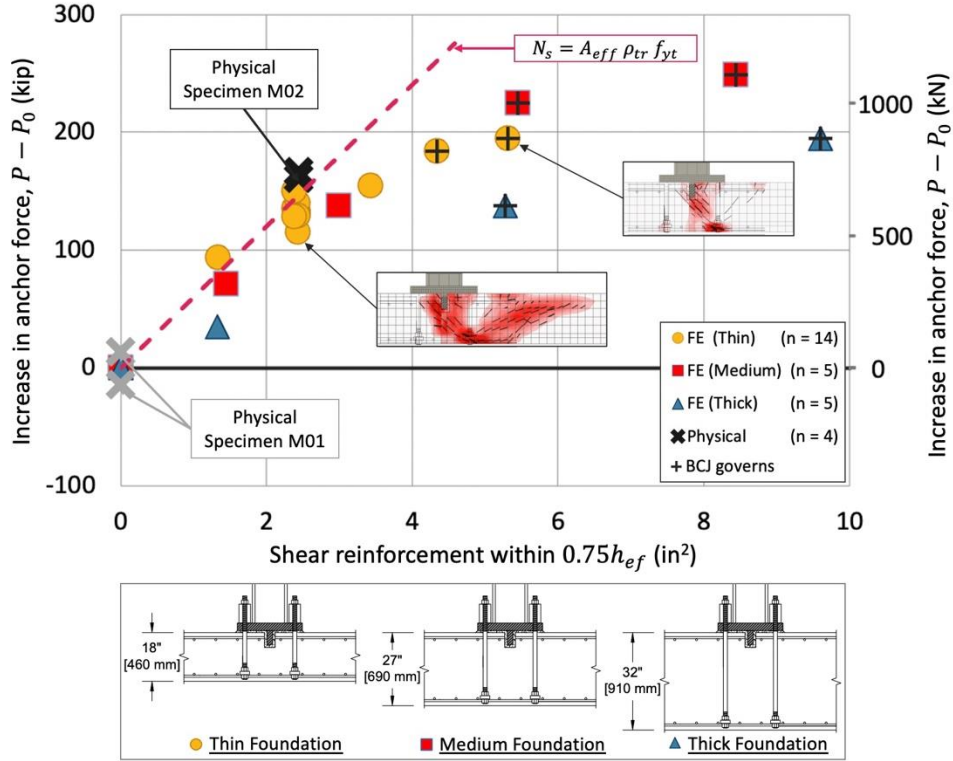 300
200
100
0
-100
Increase in anchor force, P − P₀ (kip)
Physical
Specimen M02
N_s = A_eff ρ_tr f_yt
1000
500
0
Increase in anchor force, P − P₀ (kN)
Physical
Specimen M01
FE (Thin) (n = 14)
FE (Medium) (n = 5)
FE (Thick) (n = 5)
Physical (n = 4)
BCJ governs
0 2 4 6 8 10
Shear reinforcement within 0.75h_ef (in²)
18"
[460 mm]
27"
[690 mm]
32"
[910 mm]
Thin Foundation
Medium Foundation
Thick Foundation